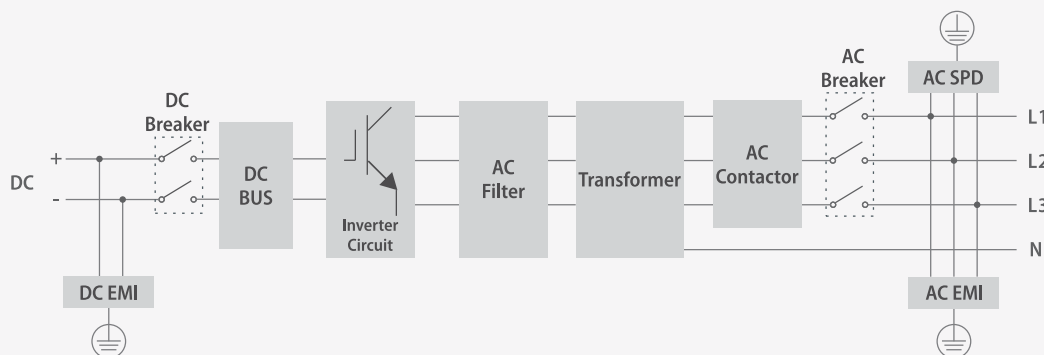 DC
+
-
DC
Breaker
DC
BUS
DC EMI
Inverter
Circuit
AC
Filter
Transformer
AC
Contactor
AC
Breaker
AC SPD
L1
L2
L3
N
AC EMI